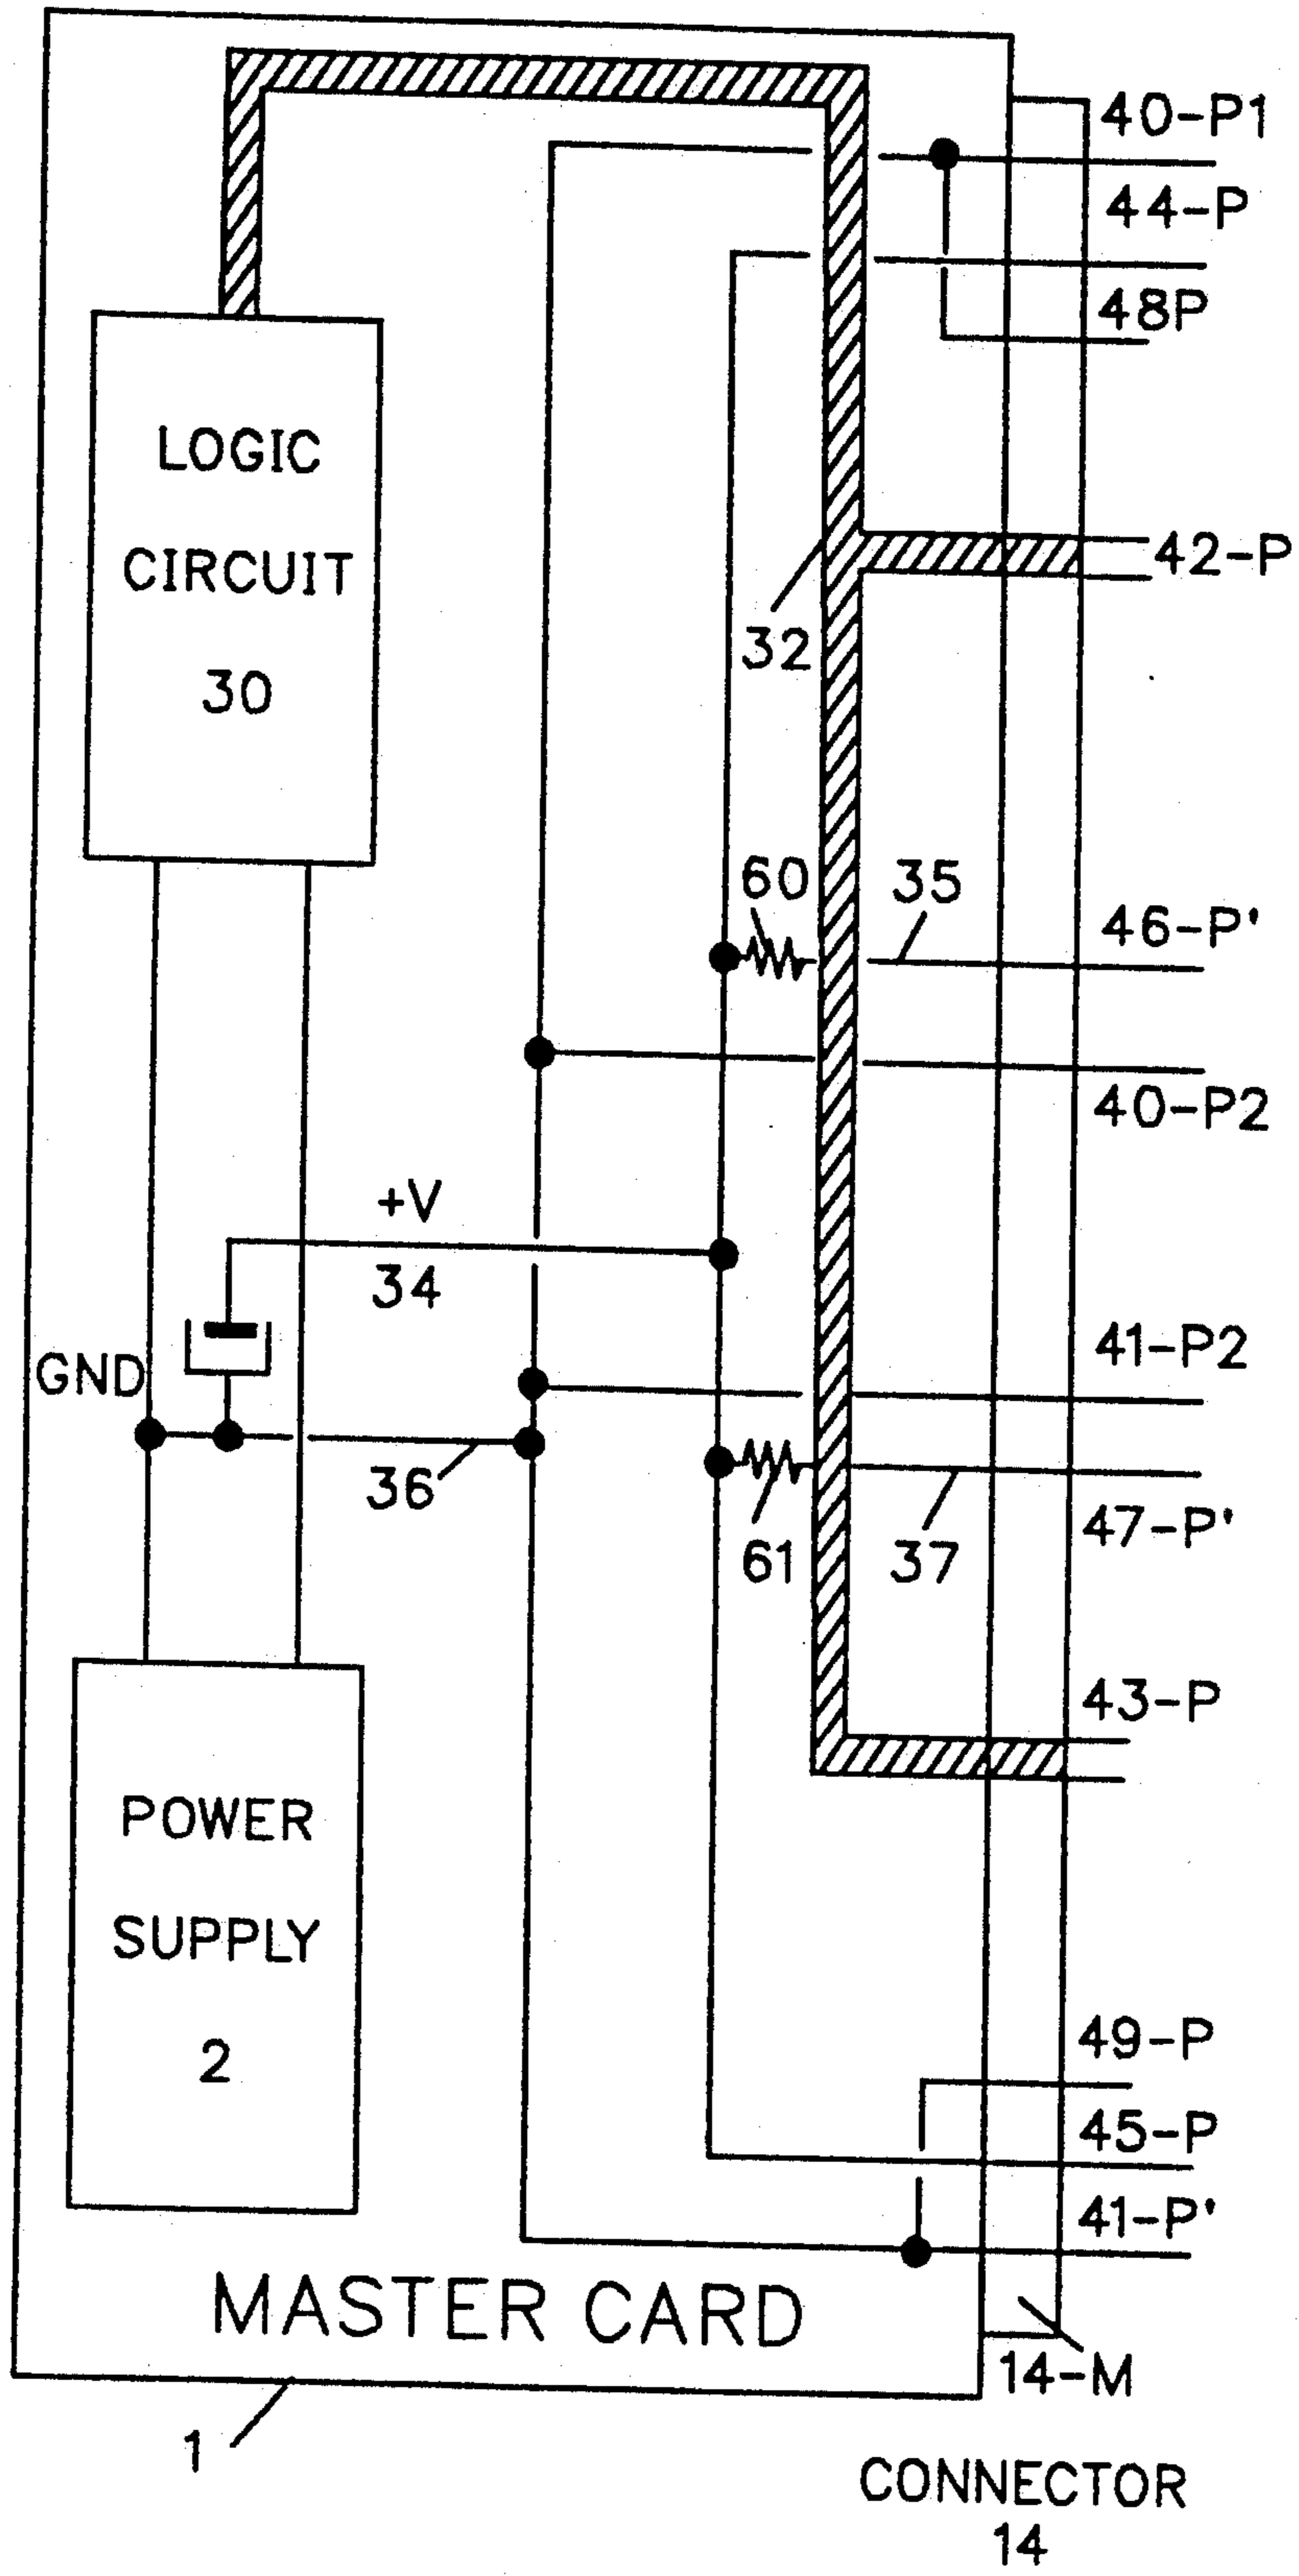 40-P1
44-P
48P
LOGIC
CIRCUIT
30
42-P
32
60
35
46-P'
40-P2
+V
34
GND
41-P2
36
61
37
47-P'
43-P
POWER
SUPPLY
2
49-P
45-P
41-P'
MASTER CARD
14-M
1
CONNECTOR
14